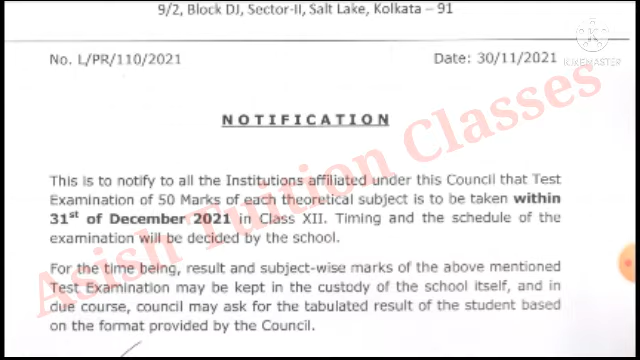 9/2, Block DJ, Sector-II, Salt Lake, Kolkata – 91
No. L/PR/110/2021
Date: 30/11/2021
KINEMASTER
NOTIFICATION
This is to notify to all the Institutions affiliated under this Council that Test
Examination of 50 Marks of each theoretical subject is to be taken within
31st of December 2021 in Class XII. Timing and the schedule of the
examination will be decided by the school.
For the time being, result and subject-wise marks of the above mentioned
Test Examination may be kept in the custody of the school itself, and in
due course, council may ask for the tabulated result of the student based
on the format provided by the Council.
Asish Tuition Classes